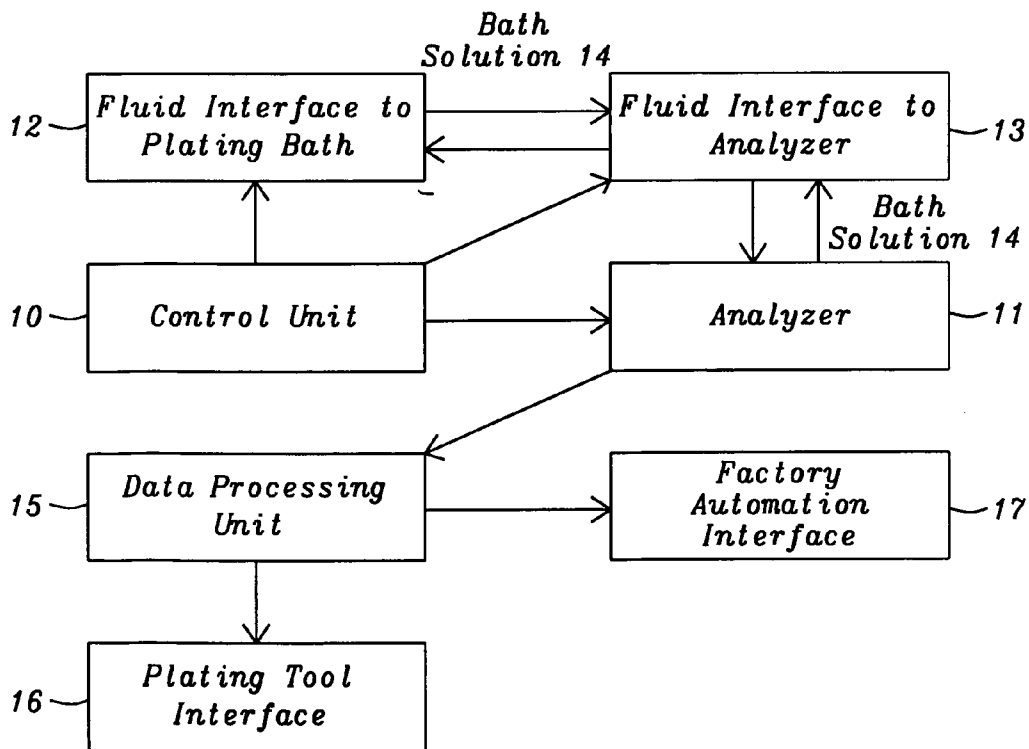 Bath
Solution 14
12
Fluid Interface to
Plating Bath
Fluid Interface to
Analyzer
13
Bath
Solution 14
10
Control Unit
Analyzer
11
15
Data Processing
Unit
Factory
Automation
Interface
17
16
Plating Tool
Interface